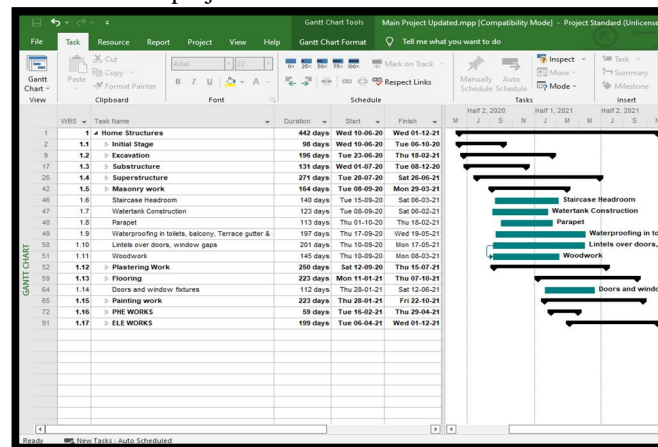 Gantt Chart Tools Main Project Updated.mpp [Compatibility Mode] - Project Standard (Unlicense
File Task Resource Report Project View Help Gantt Chart Format Tell me what you want to do
Gantt Chart
View
Paste
Cut
Copy
Format Painter
Clipboard
Arial 22
B I U A
Font
0% 25% 50% 75% 100%
Mark on Track
Respect Links
Schedule
Manually Schedule
Auto Schedule
Inspect
Move
Mode
Tasks
Task
Summary
Milestone
Insert
Half 2, 2020 Half 1, 2021 Half 2, 2021
WBS Task Name Duration Start Finish M J S N J M M J S N
1 1 Home Structures 442 days Wed 10-06-20 Wed 01-12-21
2 1.1 Initial Stage 98 days Wed 10-06-20 Tue 06-10-20
9 1.2 Excavation 196 days Tue 23-06-20 Thu 18-02-21
17 1.3 Substructure 131 days Wed 01-07-20 Tue 08-12-20
26 1.4 Superstructure 271 days Tue 28-07-20 Sat 26-06-21
42 1.5 Masonry work 164 days Tue 08-09-20 Mon 29-03-21
46 1.6 Staircase Headroom 140 days Tue 15-09-20 Sat 06-03-21 Staircase Headroom
47 1.7 Watertank Construction 123 days Tue 08-09-20 Sat 06-02-21 Watertank Construction
48 1.8 Parapet 113 days Thu 01-10-20 Thu 18-02-21 Parapet
49 1.9 Waterproofing in toilets, balcony, Terrace gutter & 197 days Thu 17-09-20 Wed 19-05-21 Waterproofing in to
50 1.10 Lintels over doors, window gaps 201 days Thu 10-09-20 Mon 17-05-21 Lintels over doors,
51 1.11 Woodwork 145 days Thu 10-09-20 Mon 08-03-21 Woodwork
52 1.12 Plastering Work 250 days Sat 12-09-20 Thu 15-07-21
59 1.13 Flooring 223 days Mon 11-01-21 Thu 07-10-21
64 1.14 Doors and window fixtures 112 days Thu 28-01-21 Sat 12-06-21 Doors and windo
65 1.15 Painting work 223 days Thu 28-01-21 Fri 22-10-21
72 1.16 PHE WORKS 59 days Tue 16-02-21 Thu 29-04-21
91 1.17 ELE WORKS 199 days Tue 06-04-21 Wed 01-12-21
GANTT CHART
Ready New Tasks : Auto Scheduled